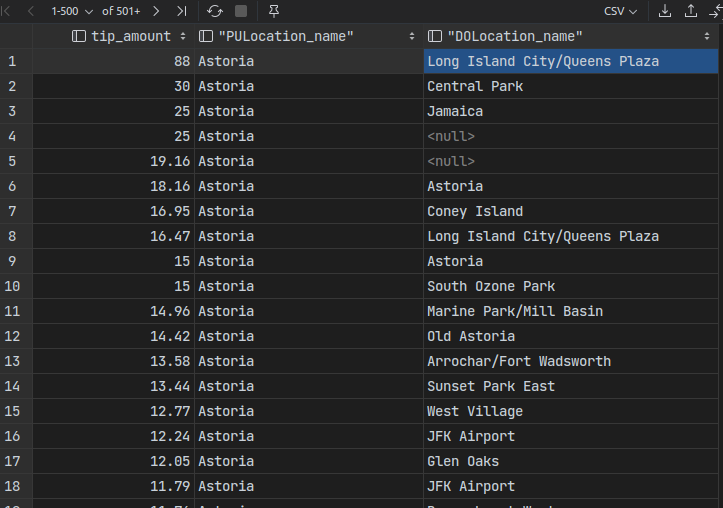 1-500 of 501+ CSV
tip_amount "PULocation_name" "DOLocation_name"
1 88 Astoria Long Island City/Queens Plaza
2 30 Astoria Central Park
3 25 Astoria Jamaica
4 25 Astoria <null>
5 19.16 Astoria <null>
6 18.16 Astoria Astoria
7 16.95 Astoria Coney Island
8 16.47 Astoria Long Island City/Queens Plaza
9 15 Astoria Astoria
10 15 Astoria South Ozone Park
11 14.96 Astoria Marine Park/Mill Basin
12 14.42 Astoria Old Astoria
13 13.58 Astoria Arrochar/Fort Wadsworth
14 13.44 Astoria Sunset Park East
15 12.77 Astoria West Village
16 12.24 Astoria JFK Airport
17 12.05 Astoria Glen Oaks
18 11.79 Astoria JFK Airport